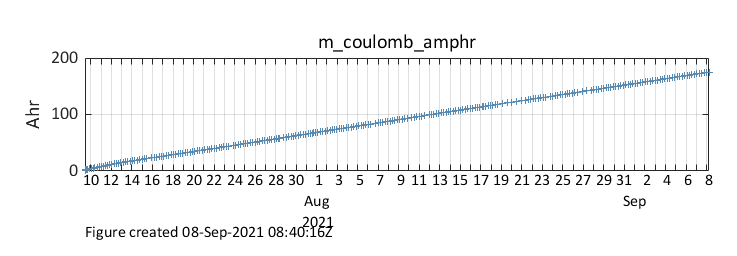 m_coulomb_amphr
200
100
0
Ahr
10 12 14 16 18 20 22 24 26 28 30 1 3 5 7 9 11 13 15 17 19 21 23 25 27 29 31 2 4 6 8
Aug Sep
2021
Figure created 08-Sep-2021 08:40:16Z